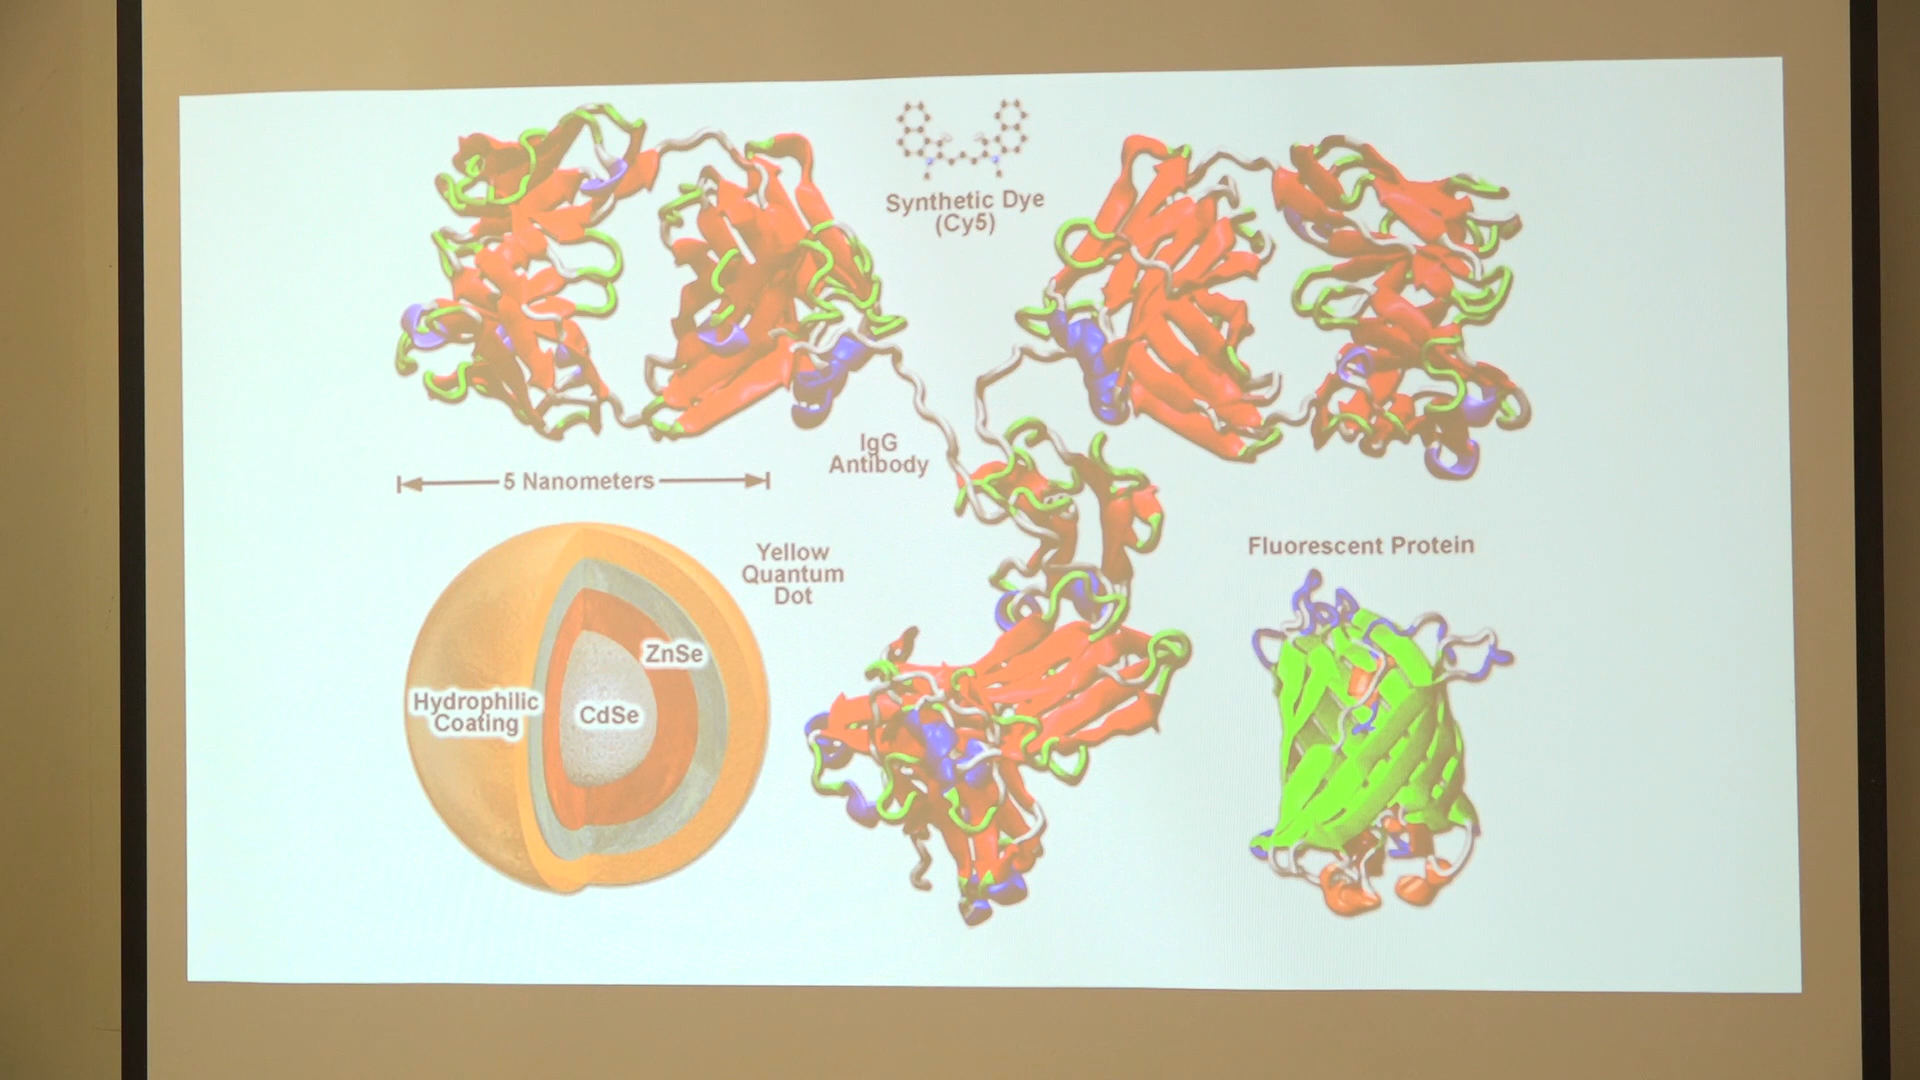 Synthetic Dye
(Cy5)
IgG
Antibody
5 Nanometers
Yellow
Quantum
Dot
Fluorescent Protein
ZnSe
Hydrophilic
Coating
CdSe